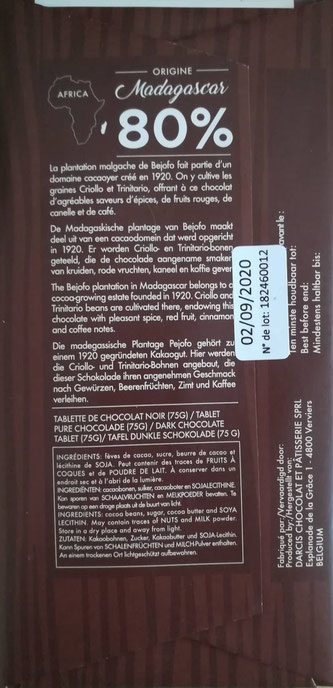 ORIGINE
AFRICA
Madagascar
80%
La plantation malgache de Bejofo fait partie d'un
domaine cacaoyer créé en 1920. On y cultive les
graines Criollo et Trinitario, offrant à ce chocolat
d'agréables saveurs d'épices, de fruits rouges, de
canelle et de café.
De Madagaskische plantage van Bejofo maakt
deel uit van een cacaodomein dat werd opgericht
in 1920. Er worden Criollo- en Trinitario-bonen
geteeld, die de chocolade aangename smaker
van kruiden, rode vruchten, kaneel en koffie gever
The Bejofo plantation in Madagascar belongs to
cocoa-growing estate founded in 1920. Criollo and
Trinitario beans are cultivated there, endowing this
chocolate with pleasant spice, red fruit, cinnamon
and coffee notes.
Die madegassische Plantage Pejofo gehört zu
einem 1920 gegründeten Kakaogut. Hier werden
die Criollo- und Trinitario-Bohnen angebaut, die
dieser Schokolade ihren angenehmen Geschmack
nach Gewürzen, Beerenfrüchten, Zimt und Kaffee
verleihen.
TABLETTE DE CHOCOLAT NOIR (75G) / TABLET
PURE CHOCOLADE (75G) / DARK CHOCOLATE
TABLET (75G) / TAFEL DUNKLE SCHOKOLADE (75 G)
INGRÉDIENTS: fèves de cacao, sucre, beurre de cacao et
lécithine de SOJA. Peut contenir des traces de FRUITS À
COQUES et de POUDRE DE LAIT. À conserver dans un
endroit sec et à l'abri de la lumière.
INGREDIËNTEN: cacaobonen, suiker, cacaoboter en SOJALECITHINE.
Kan sporen van SCHAALVRUCHTEN en MELKPOEDER bevatten. Te
bewaren op een droge plaats uit de buurt van licht.
INGREDIENTS: cocoa beans, sugar, cocoa butter and SOYA
LECITHIN. May contain traces of NUTS and MILK powder.
Store in a dry place and away from light.
ZUTATEN: Kakaobohnen, Zucker, Kakaobutter und SOJA-Lecithin.
Kann Spuren von SCHALENFRÜCHTEN und MILCH-Pulver enthalten.
An einem trockenen Ort lichtgeschützt aufbewahren.
02/09/2020
N° de lot: 182460012
avant le :
Ten minste houdbaar tot:
Best before end:
Mindestens haltbar bis:
Fabriqué par:/Vervaardigd door:
Produced by:/Hergestellt von:
DARCIS CHOCOLAT ET PATISSERIE SPRL
Esplanade de la Grâce 1 - 4800 Verviers
BELGIUM